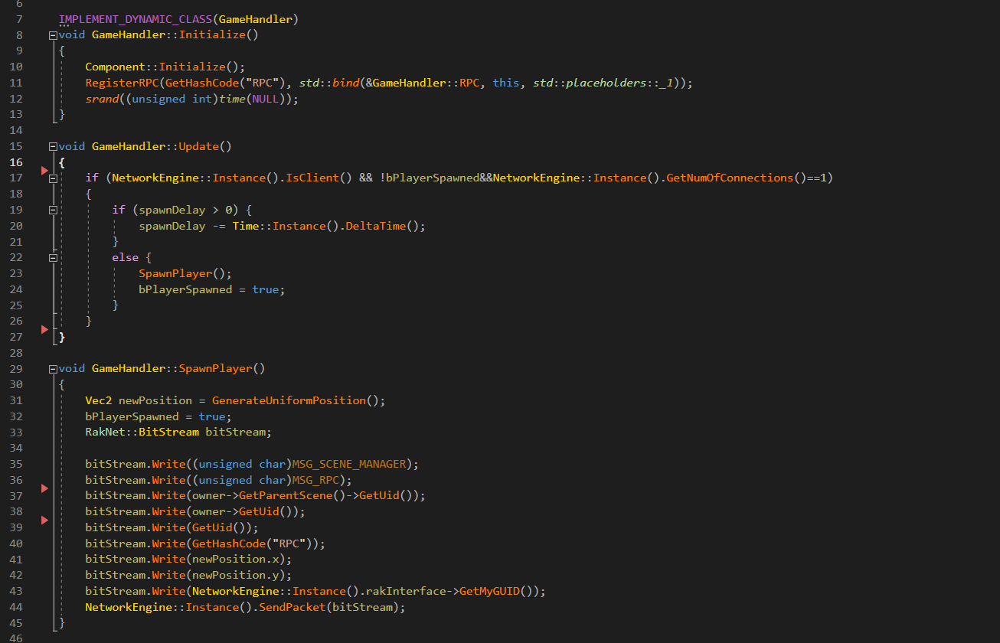 6
7 IMPLEMENT_DYNAMIC_CLASS(GameHandler)
8 void GameHandler::Initialize()
9 {
10     Component::Initialize();
11     RegisterRPC(GetHashCode("RPC"), std::bind(&GameHandler::RPC, this, std::placeholders::_1));
12     srand((unsigned int)time(NULL));
13 }
14
15 void GameHandler::Update()
16 {
17     if (NetworkEngine::Instance().IsClient() && !bPlayerSpawned&&NetworkEngine::Instance().GetNumOfConnections()==1)
18     {
19         if (spawnDelay > 0) {
20             spawnDelay -= Time::Instance().DeltaTime();
21         }
22         else {
23             SpawnPlayer();
24             bPlayerSpawned = true;
25         }
26     }
27 }
28
29 void GameHandler::SpawnPlayer()
30 {
31     Vec2 newPosition = GenerateUniformPosition();
32     bPlayerSpawned = true;
33     RakNet::BitStream bitStream;
34
35     bitStream.Write((unsigned char)MSG_SCENE_MANAGER);
36     bitStream.Write((unsigned char)MSG_RPC);
37     bitStream.Write(owner->GetParentScene()->GetUid());
38     bitStream.Write(owner->GetUid());
39     bitStream.Write(GetUid());
40     bitStream.Write(GetHashCode("RPC"));
41     bitStream.Write(newPosition.x);
42     bitStream.Write(newPosition.y);
43     bitStream.Write(NetworkEngine::Instance().rakInterface->GetMyGUID());
44     NetworkEngine::Instance().SendPacket(bitStream);
45 }
46